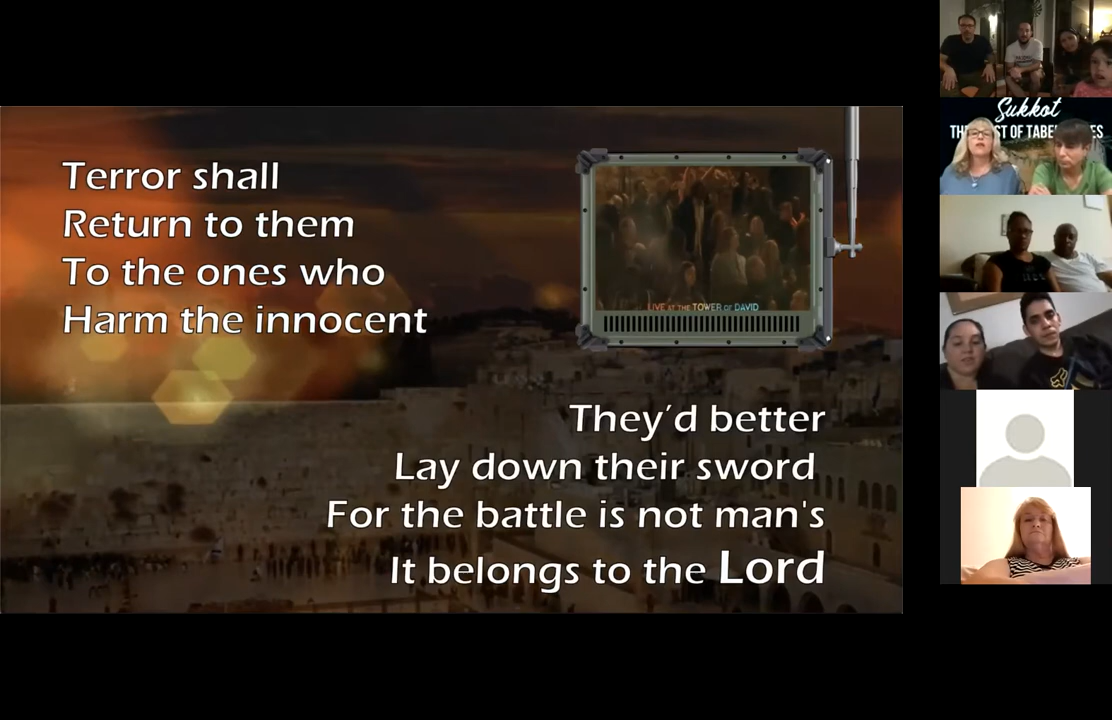 Terror shall
Return to them
To the ones who
Harm the innocent
LIVE AT THE TOWER OF DAVID
They'd better
Lay down their sword
For the battle is not man's
It belongs to the Lord
Sukkot